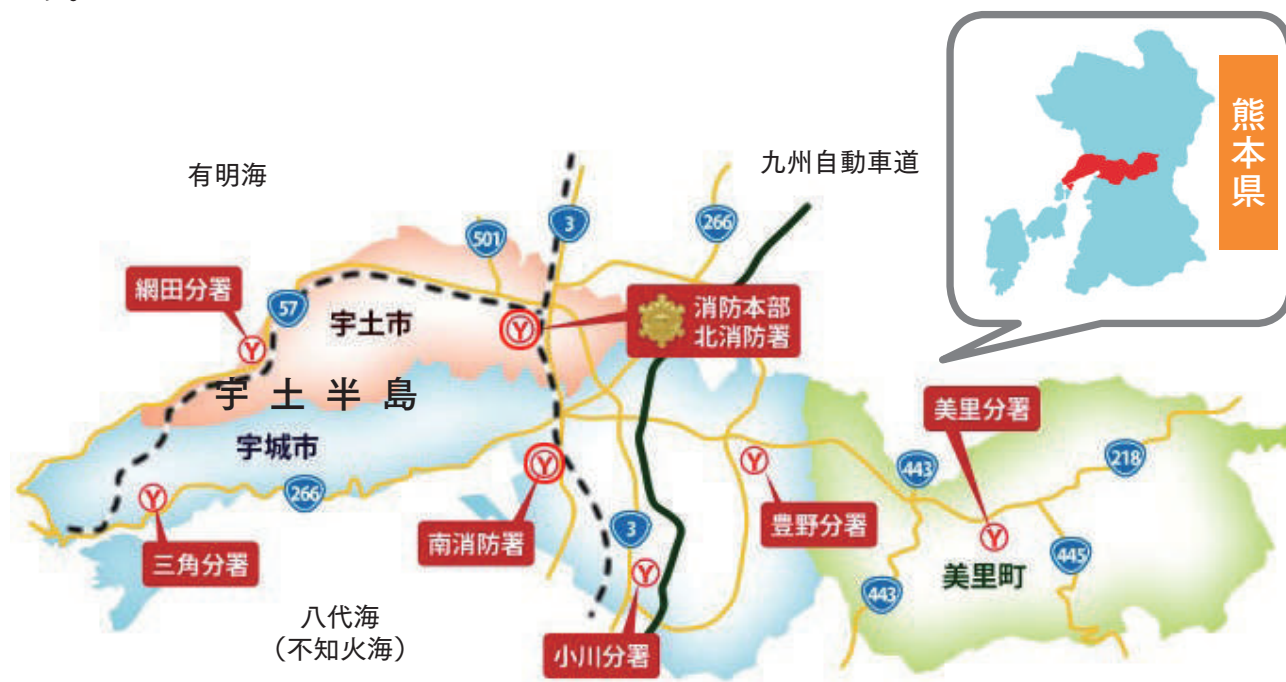 熊本県
有明海
九州自動車道
501
3
266
網田分署
57
宇土市
消防本部
北消防署
宇土半島
美里分署
宇城市
443
218
266
南消防署
3
豊野分署
三角分署
445
美里町
443
八代海
（不知火海）
小川分署